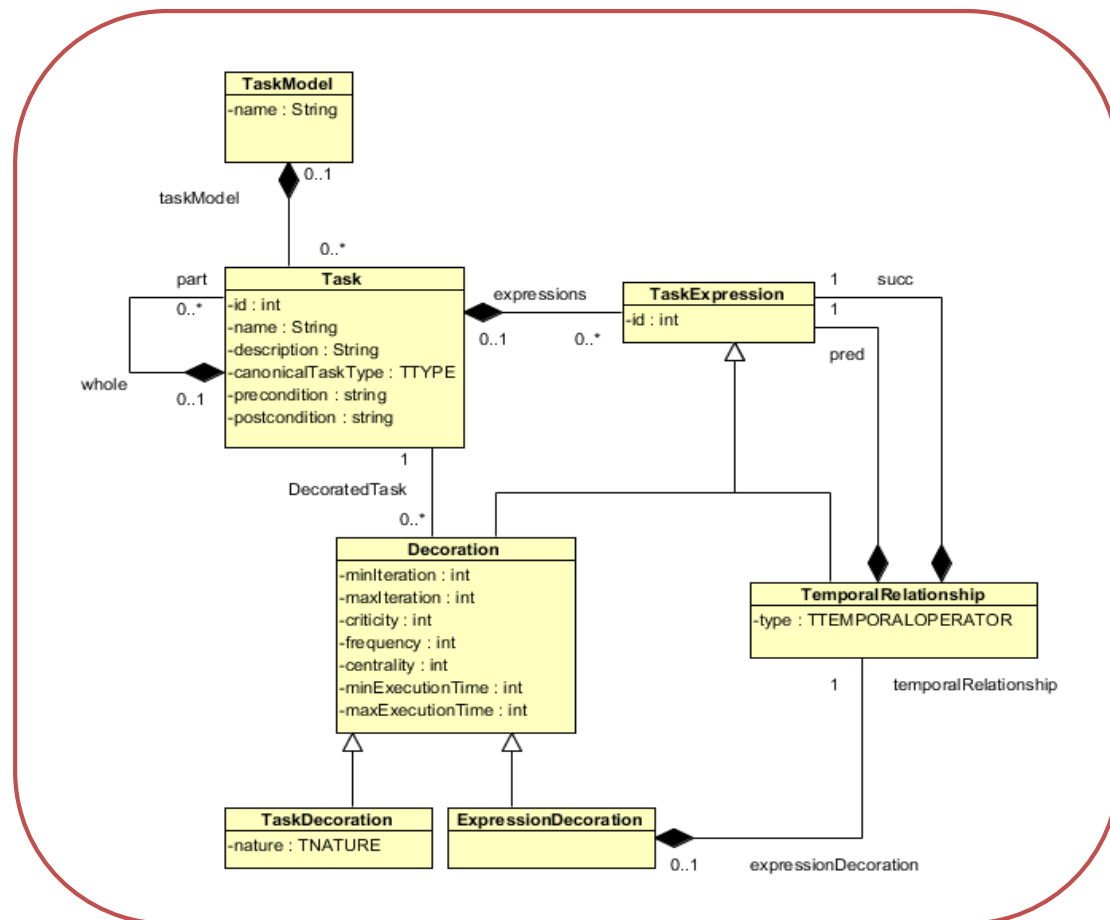 TaskModel
-name : String
0..1
taskModel
0..*
part
0..*
Task
-id : int
-name : String
-description : String
-canonicalTaskType : TTYPE
-precondition : string
-postcondition : string
whole
0..1
expressions
0..1
0..*
TaskExpression
-id : int
1
succ
1
pred
1
DecoratedTask
0..*
Decoration
-minIteration : int
-maxIteration : int
-criticity : int
-frequency : int
-centrality : int
-minExecutionTime : int
-maxExecutionTime : int
TemporalRelationship
-type : TTEMPORALOPERATOR
1
temporalRelationship
TaskDecoration
-nature : TNATURE
ExpressionDecoration
0..1
expressionDecoration